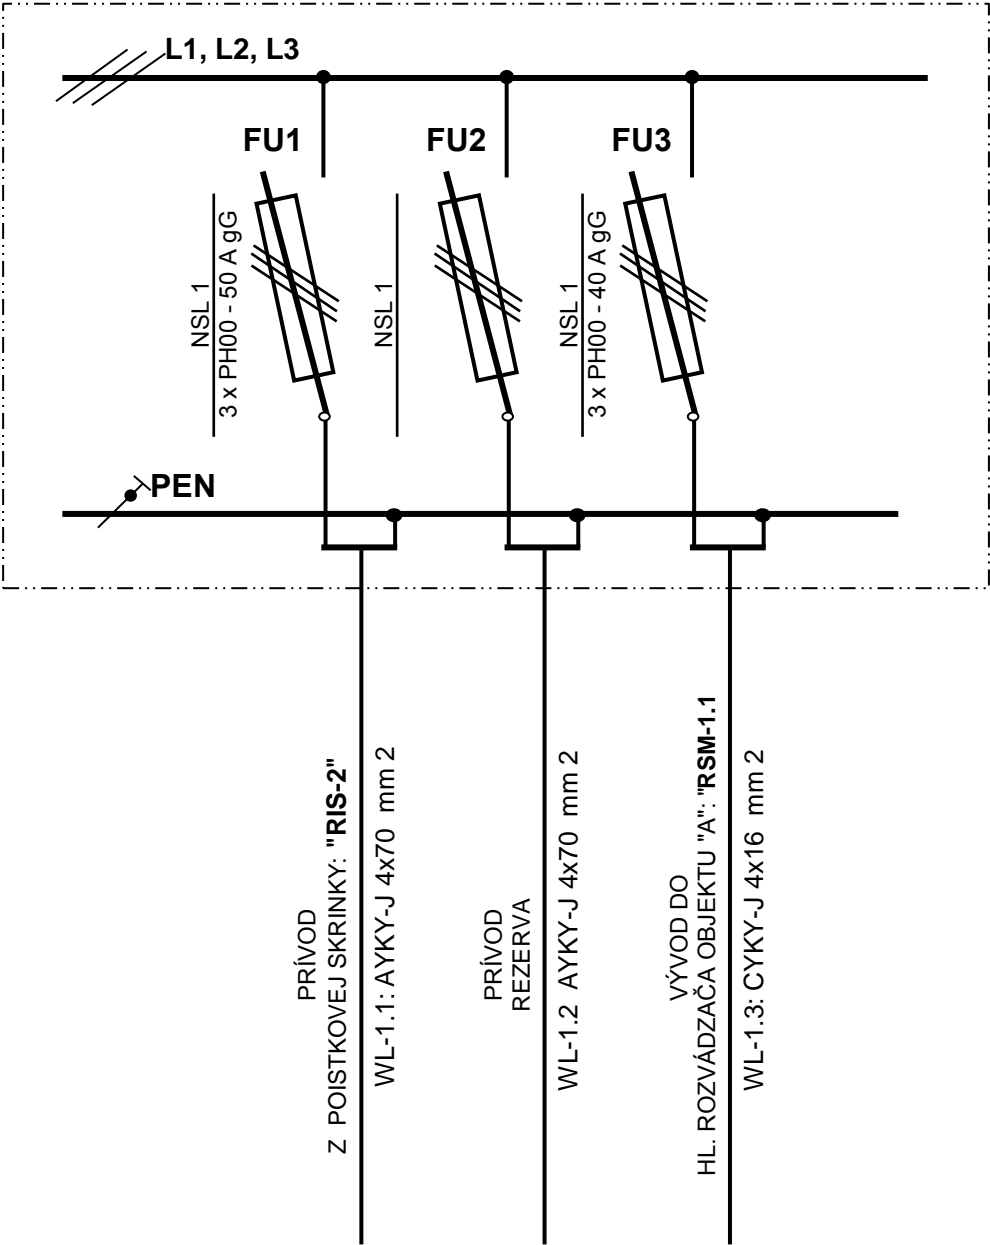 L1, L2, L3
FU1
FU2
FU3
NSL 1
3 x PH00 - 50 A gG
NSL 1
NSL 1
3 x PH00 - 40 A gG
PEN
PRÍVOD
Z POISTKOVEJ SKRINKY: "RIS-2"
WL-1.1: AYKY-J 4x70 mm 2
PRÍVOD
REZERVA
WL-1.2 AYKY-J 4x70 mm 2
VÝVOD DO
HL. ROZVÁDZAČA OBJEKTU "A": "RSM-1.1
WL-1.3: CYKY-J 4x16 mm 2